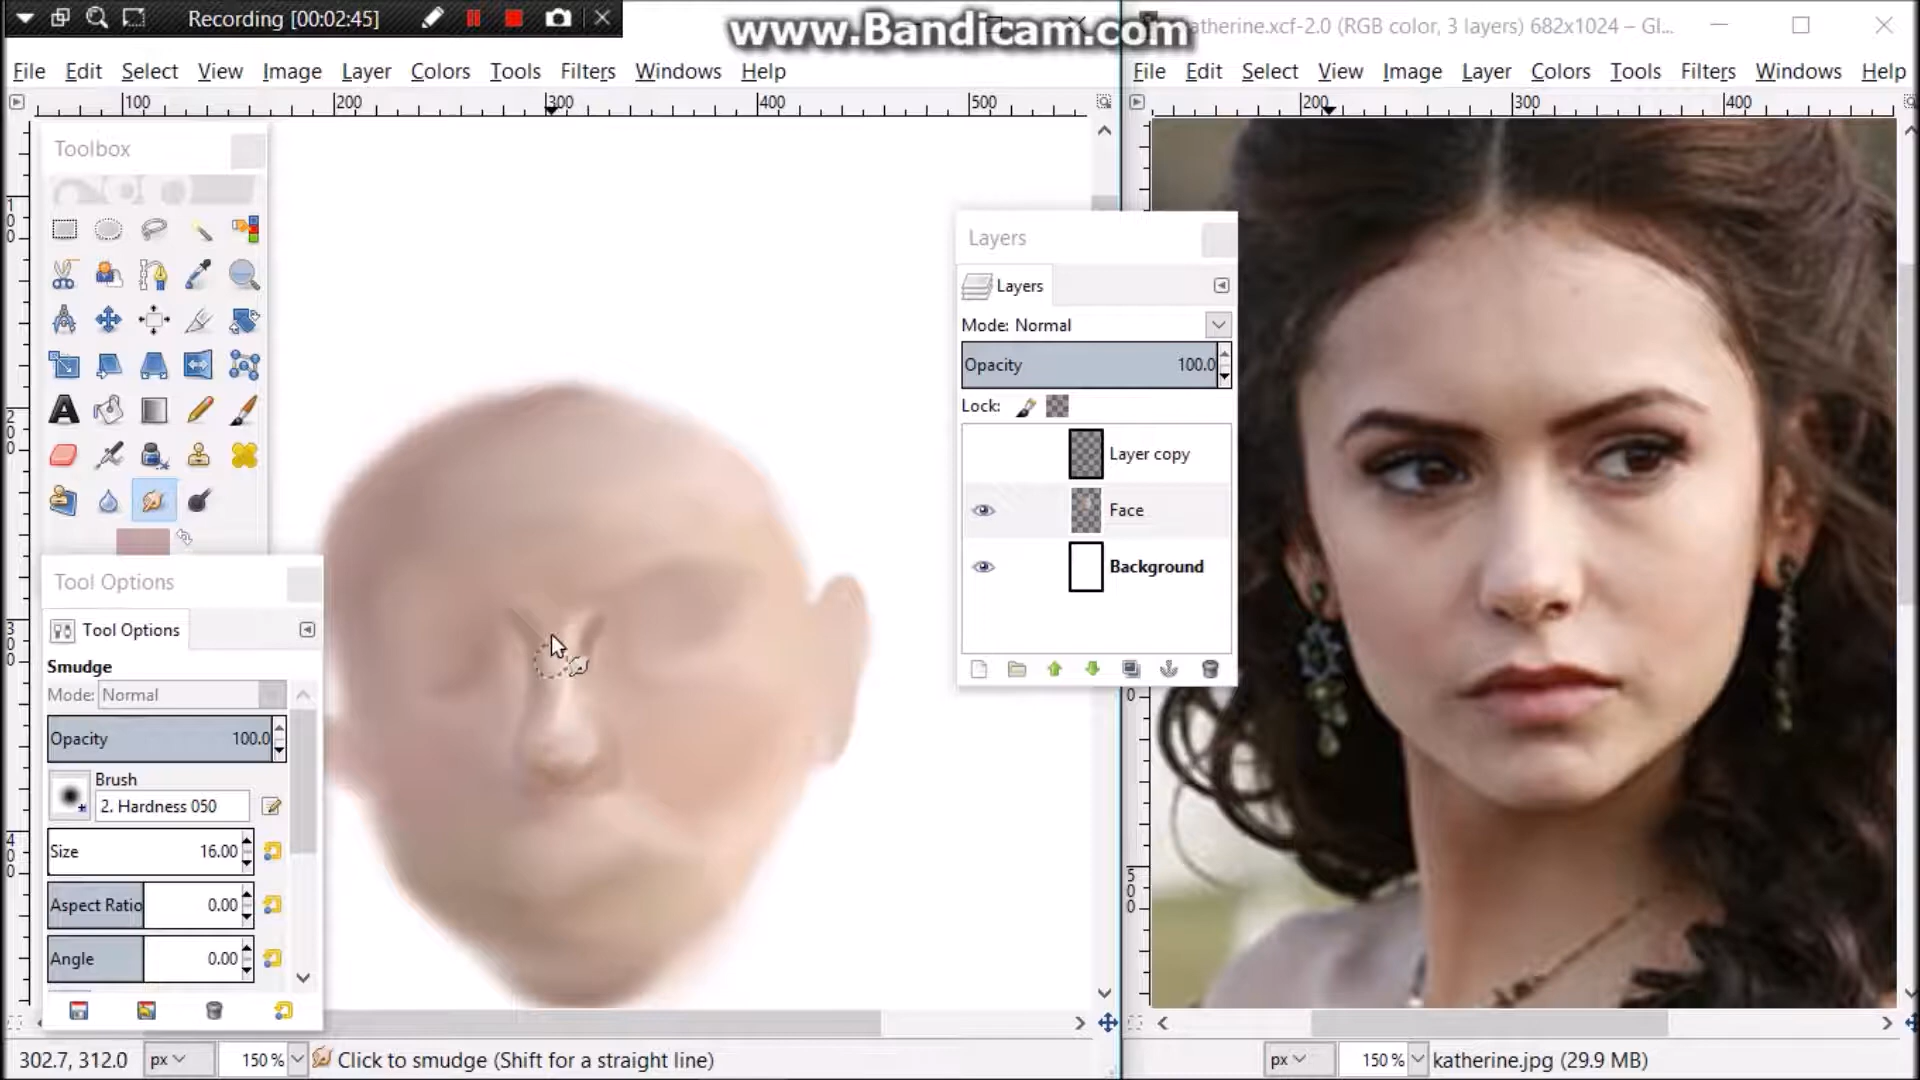 Recording [00:02:45]
www.Bandicam.com
atherine.xcf-2.0 (RGB color, 3 layers) 682x1024 – Gl...
File Edit Select View Image Layer Colors Tools Filters Windows Help
File Edit Select View Image Layer Colors Tools Filters Windows Help
100 200 300 400 500
200 300 400
Toolbox
Tool Options
Tool Options
Smudge
Mode: Normal
Opacity 100.0
Brush
2. Hardness 050
Size 16.00
Aspect Ratio 0.00
Angle 0.00
Layers
Layers
Mode: Normal
Opacity 100.0
Lock:
Layer copy
Face
Background
302.7, 312.0 px 150 % Click to smudge (Shift for a straight line)
px 150 % katherine.jpg (29.9 MB)